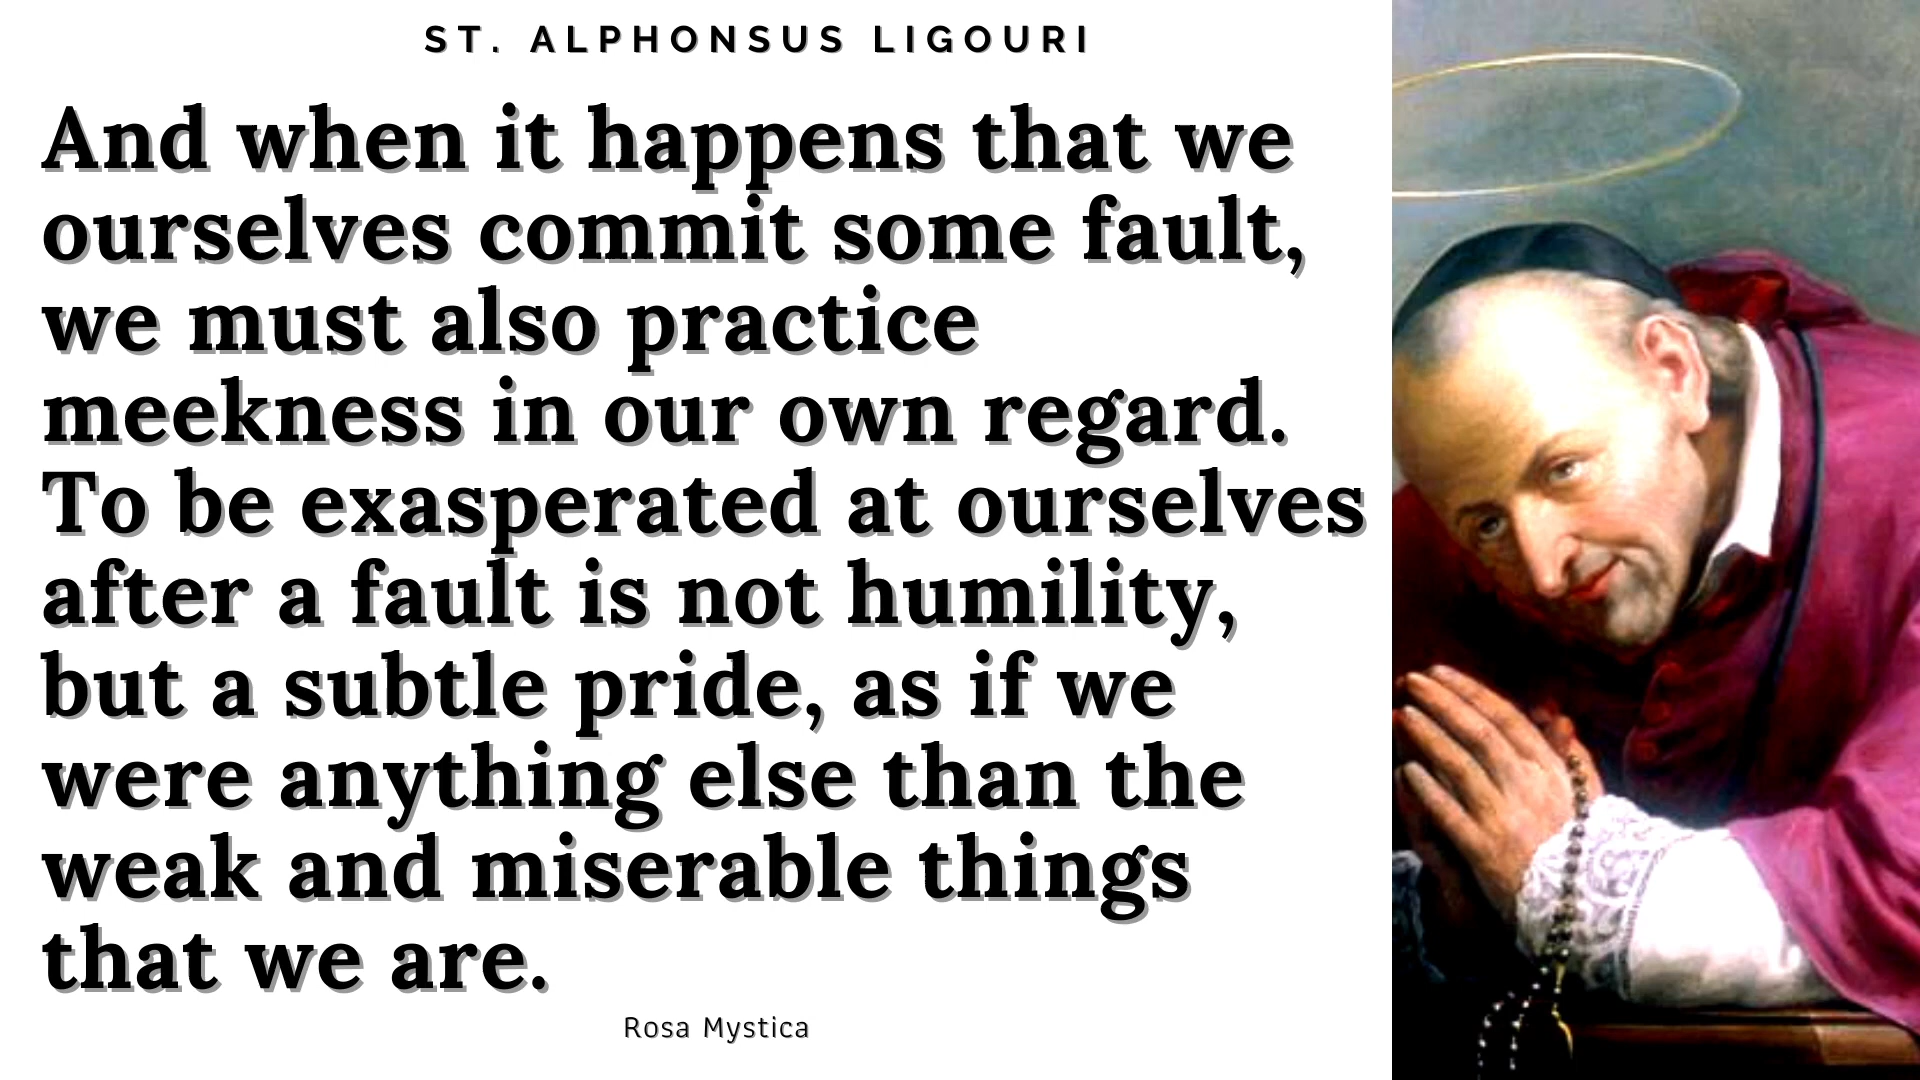 ST. ALPHONSUS LIGOURI
And when it happens that we
ourselves commit some fault,
we must also practice
meekness in our own regard.
To be exasperated at ourselves
after a fault is not humility,
but a subtle pride, as if we
were anything else than the
weak and miserable things
that we are.
Rosa Mystica